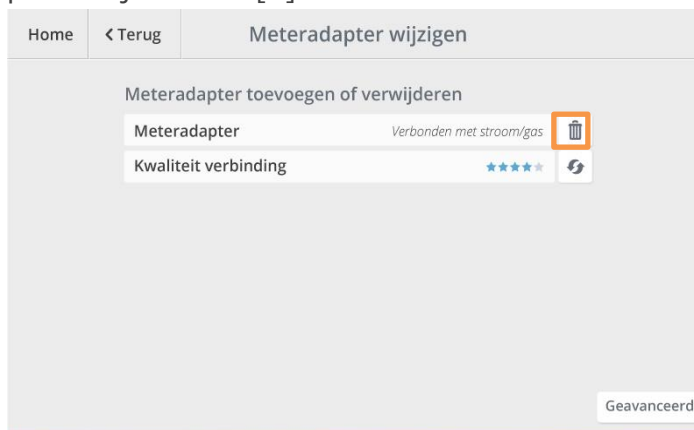 Home
Terug
Meteradapter wijzigen
Meteradapter toevoegen of verwijderen
Meteradapter Verbonden met stroom/gas
Kwaliteit verbinding
Geavanceerd